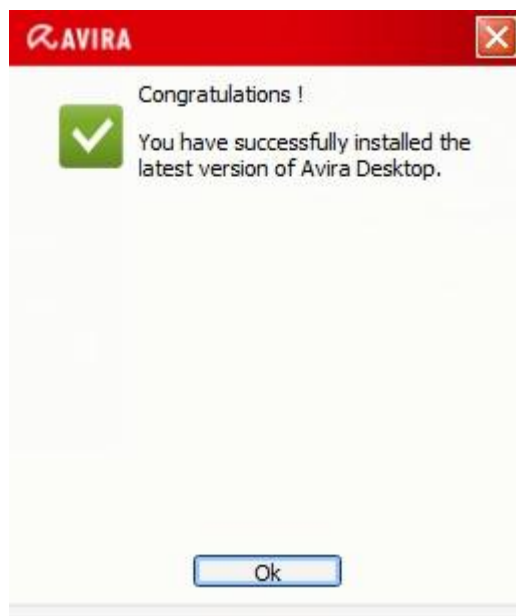 AVIRA
Congratulations !
You have successfully installed the
latest version of Avira Desktop.
Ok